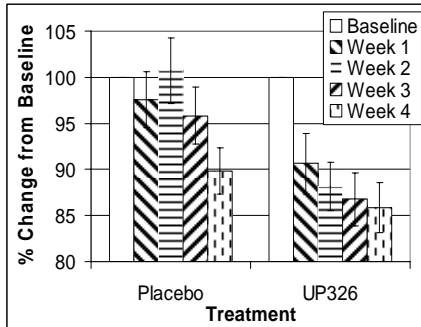 % Change from Baseline
105
100
95
90
85
80
Baseline
Week 1
Week 2
Week 3
Week 4
Placebo
UP326
Treatment